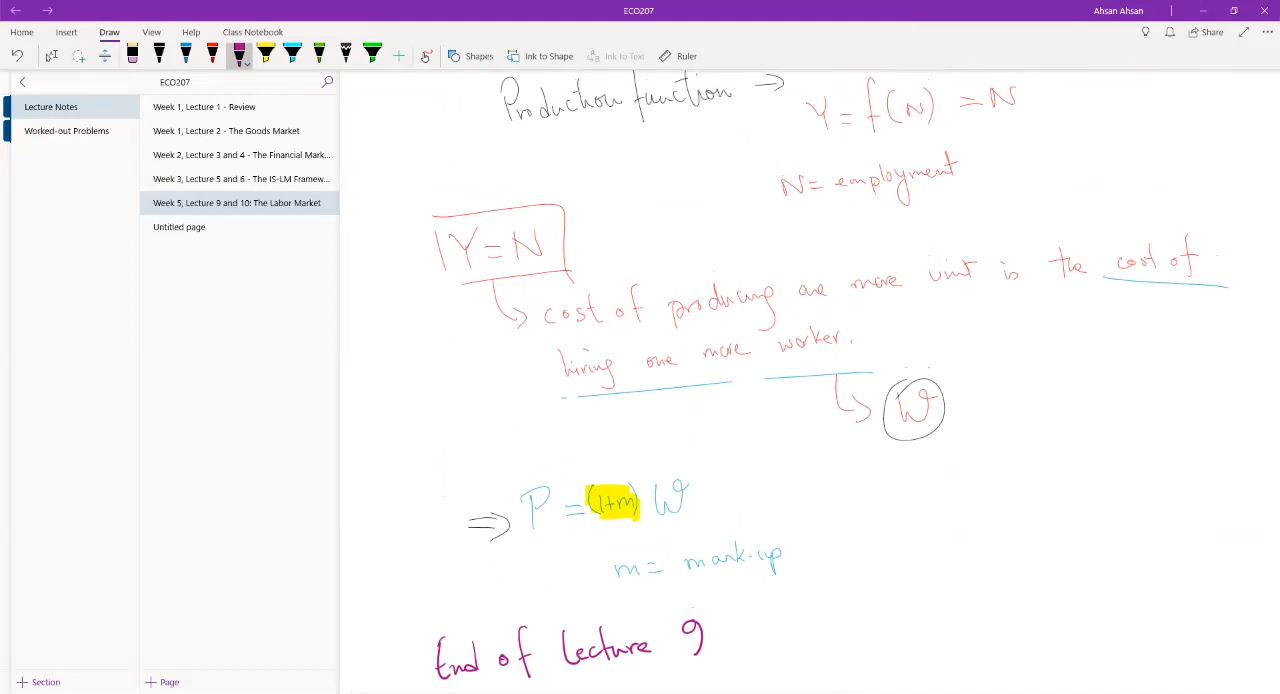 ECO207
Ahsan Ahsan
Home Insert Draw View Help Class Notebook
Share
Shapes Ink to Shape Ink to Text Ruler
ECO207
Lecture Notes
Worked-out Problems
Week 1, Lecture 1 - Review
Week 1, Lecture 2 - The Goods Market
Week 2, Lecture 3 and 4 - The Financial Mark...
Week 3, Lecture 5 and 6 - The IS-LM Framew...
Week 5, Lecture 9 and 10: The Labor Market
Untitled page
Production function → Y = f(N) = N
N = employment
Y = N
cost of producing one more unit is the cost of
hiring one more worker.
W
⇒ P = (1+m) W
m = mark-up
End of lecture 9
+ Section
+ Page